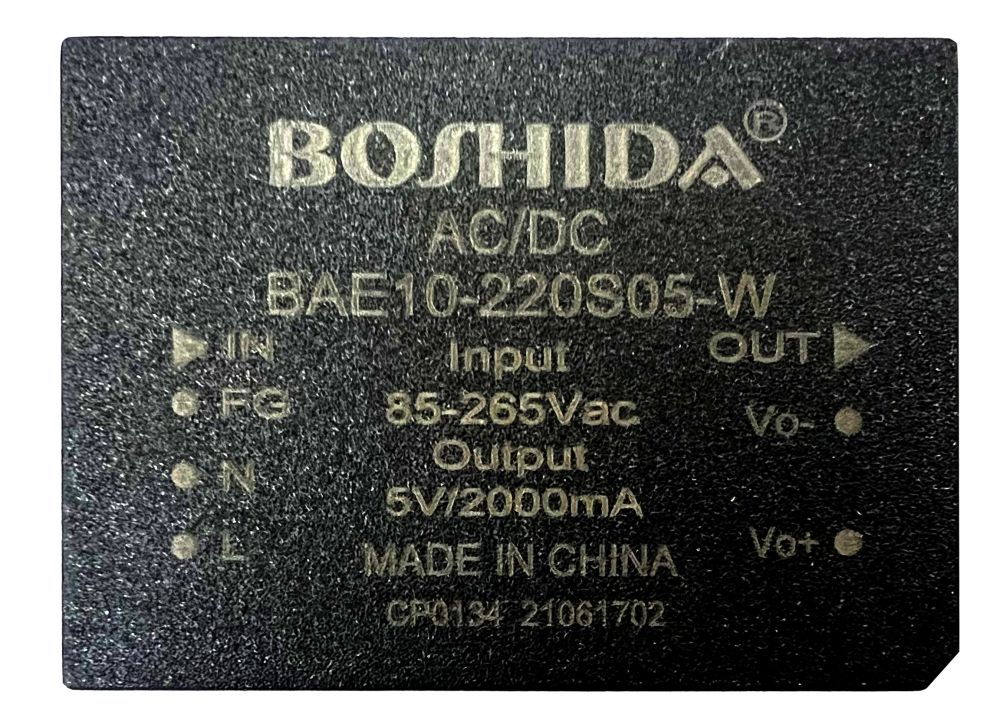 BOSHIDA®
AC/DC
BAE10-220S05-W
IN
Input
OUT
FG
85-265Vac
Vo-
Output
N
5V/2000mA
L
MADE IN CHINA
Vo+
CP0134 21061702